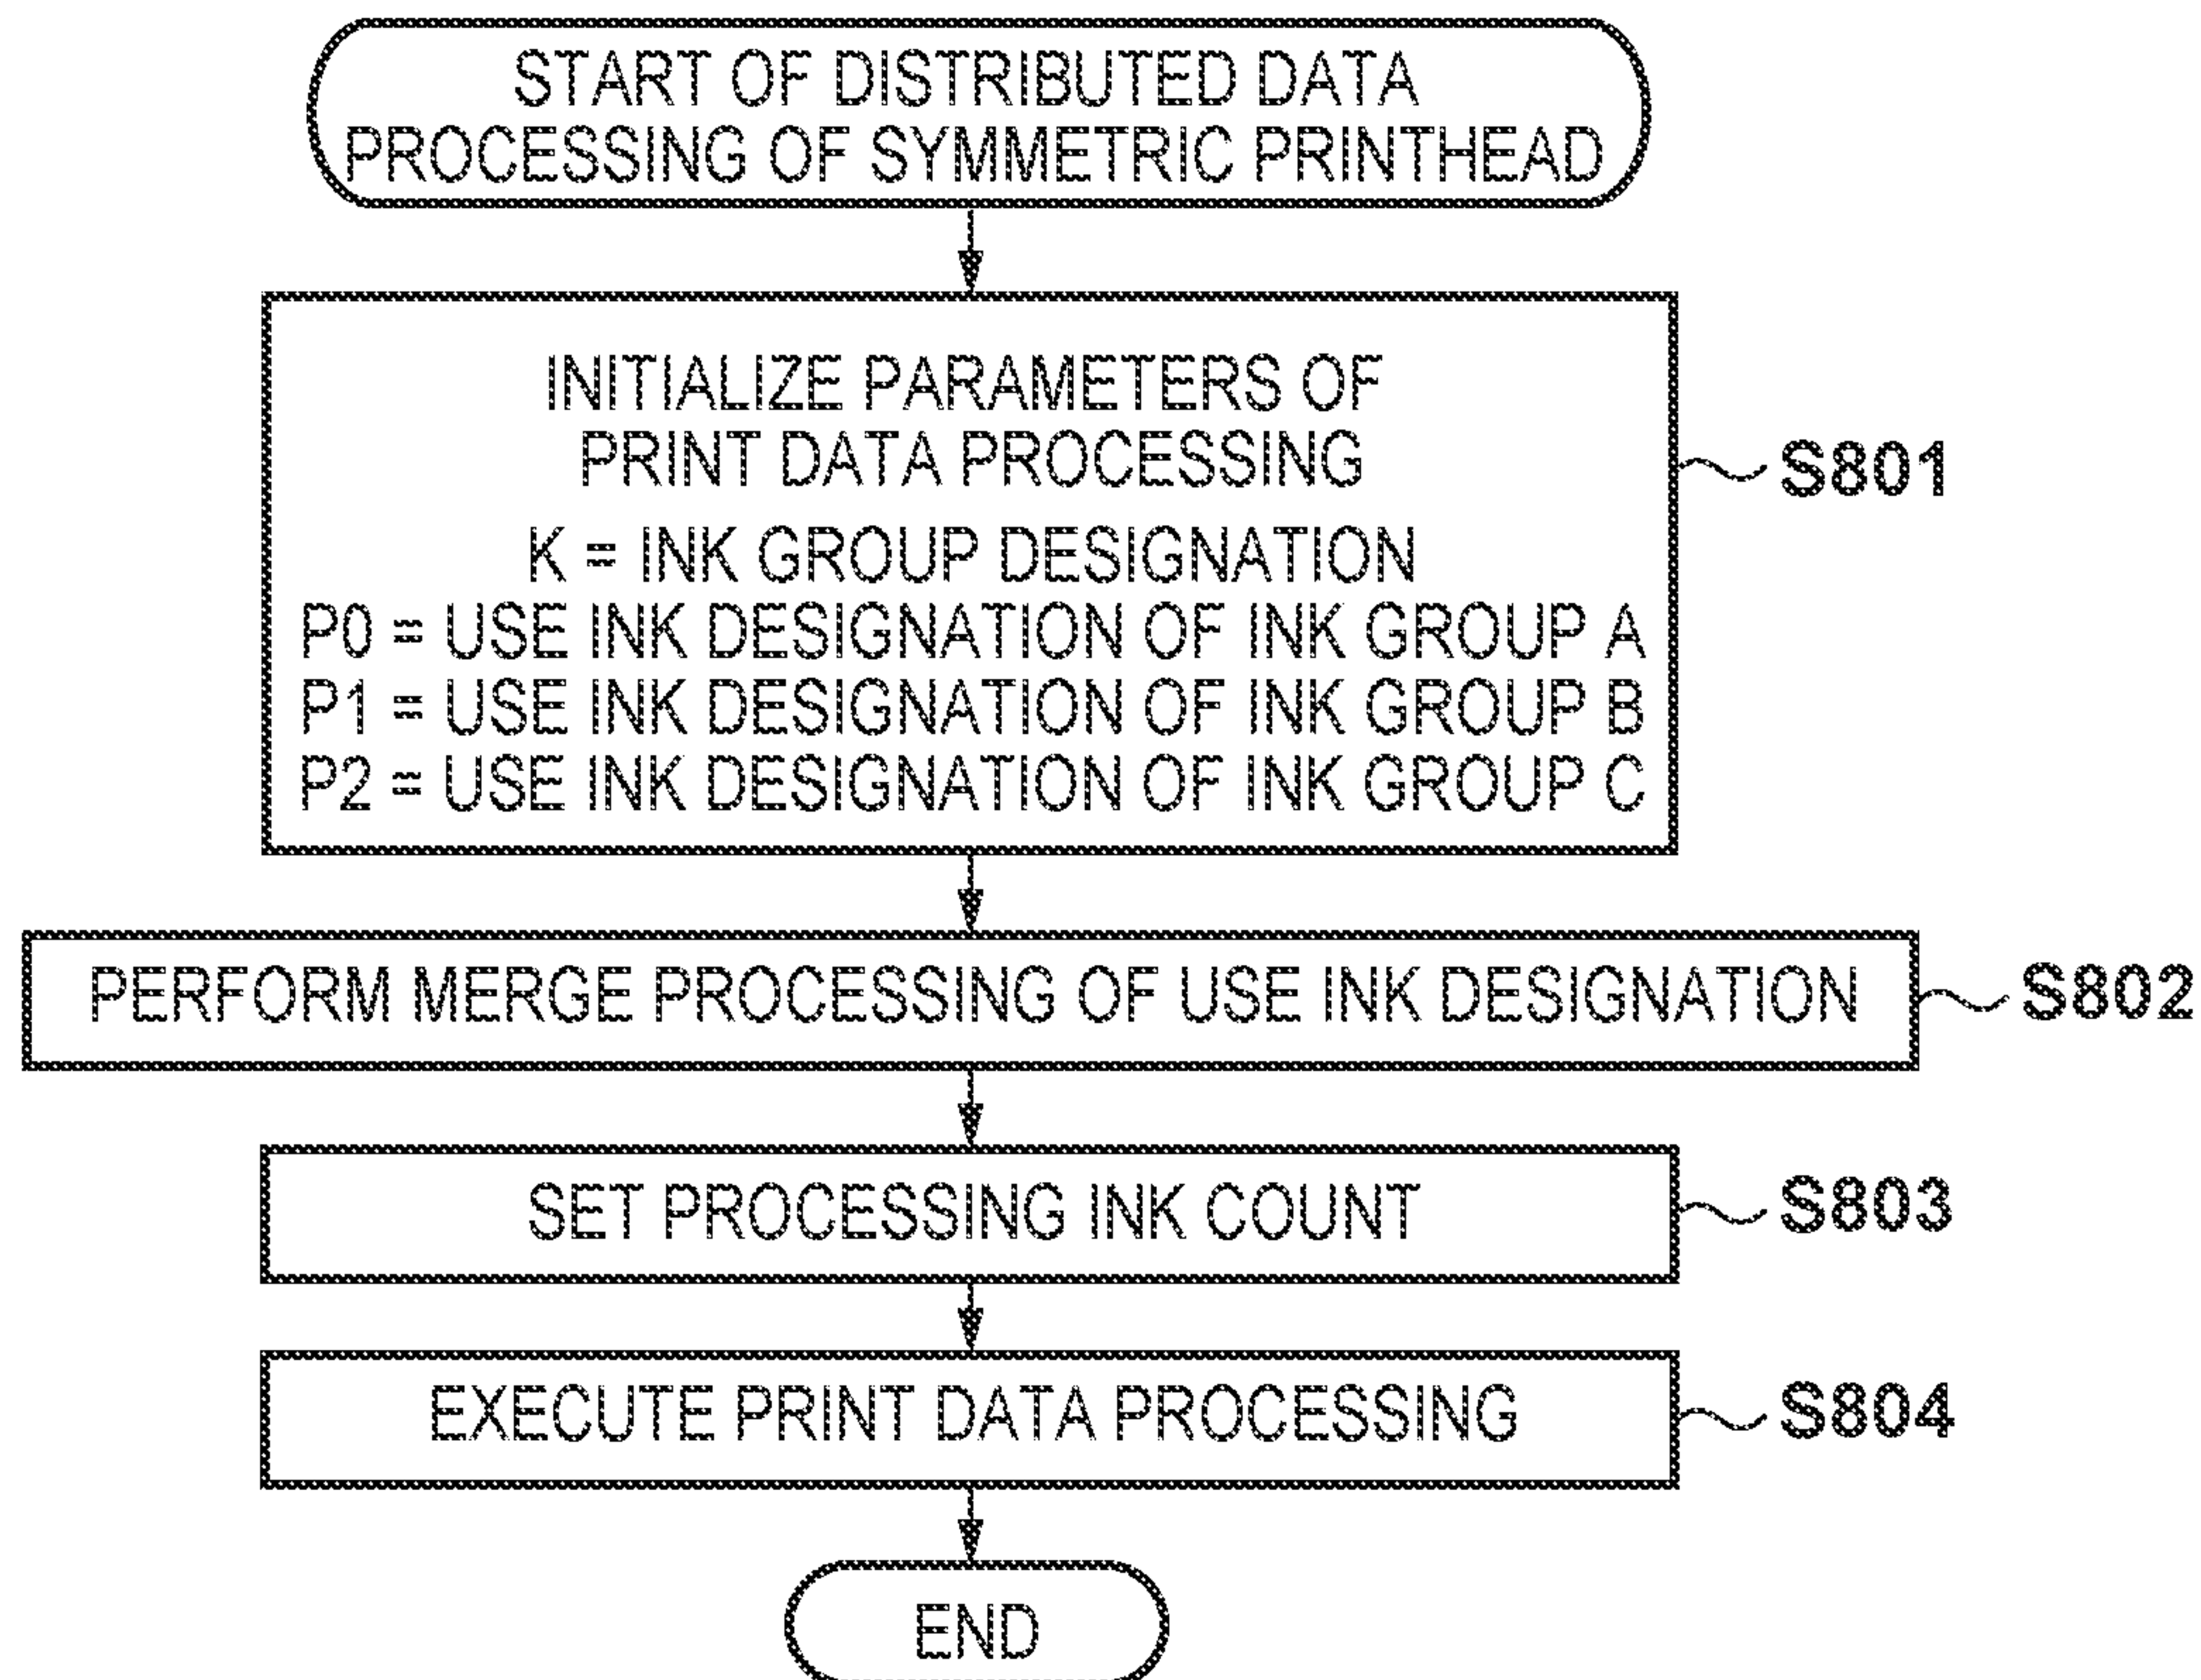 START OF DISTRIBUTED DATA
PROCESSING OF SYMMETRIC PRINTHEAD
INITIALIZE PARAMETERS OF
PRINT DATA PROCESSING
K = INK GROUP DESIGNATION
P0 = USE INK DESIGNATION OF INK GROUP A
P1 = USE INK DESIGNATION OF INK GROUP B
P2 = USE INK DESIGNATION OF INK GROUP C
S801
PERFORM MERGE PROCESSING OF USE INK DESIGNATION
S802
SET PROCESSING INK COUNT
S803
EXECUTE PRINT DATA PROCESSING
S804
END